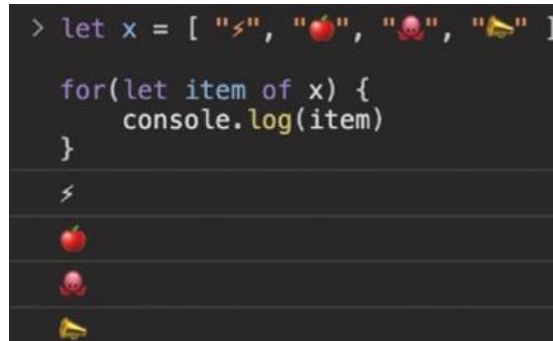 > let x = [ "⚡", "🍎", "🐙", "📣" ]
for(let item of x) {
console.log(item)
}
⚡
🍎
🐙
📣